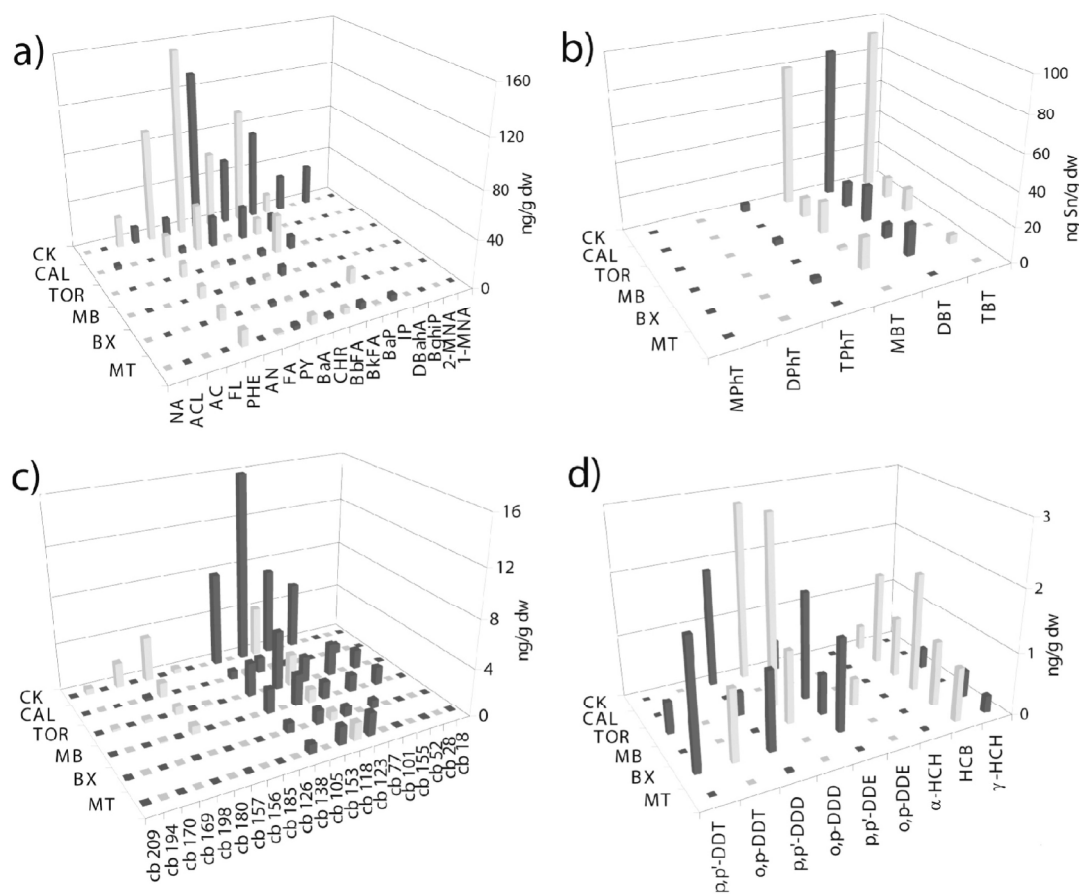 a)
160
120
80
40
0
ng/g dw
CK
CAL
TOR
MB
BX
MT
NA
ACL
AC
FL
PHE
AN
FA
PY
BaA
CHR
BbFA
BkFA
BaP
IP
DBahA
BghiP
2-MNA
1-MNA
b)
100
80
60
40
20
0
ng Sn/g dw
CK
CAL
TOR
MB
BX
MT
MPhT
DPhT
TPhT
MBT
DBT
TBT
c)
16
12
8
4
0
ng/g dw
CK
CAL
TOR
MB
BX
MT
cb 209
cb 194
cb 170
cb 169
cb 198
cb 180
cb 157
cb 156
cb 185
cb 126
cb 138
cb 105
cb 153
cb 118
cb 123
cb 77
cb 101
cb 155
cb 52
cb 28
cb 18
d)
3
2
1
0
ng/g dw
CK
CAL
TOR
MB
BX
MT
p,p'-DDT
o,p-DDT
p,p'-DDD
o,p-DDD
p,p'-DDE
o,p-DDE
α-HCH
HCB
γ-HCH